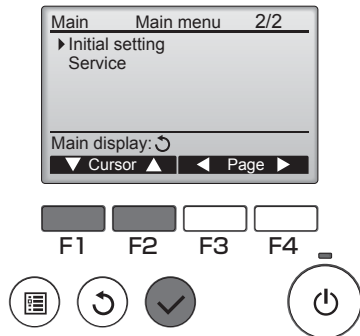 Main Main menu 2/2
Initial setting
Service
Main display:
Cursor Page
F1 F2 F3 F4